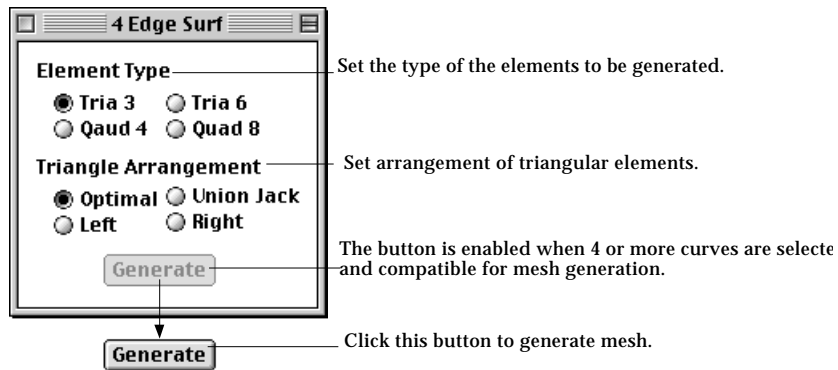 4 Edge Surf
Element Type
Set the type of the elements to be generated.
Tria 3 Tria 6
Qaud 4 Quad 8
Triangle Arrangement
Set arrangement of triangular elements.
Optimal Union Jack
Left Right
Generate
The button is enabled when 4 or more curves are selecte
and compatible for mesh generation.
Generate
Click this button to generate mesh.